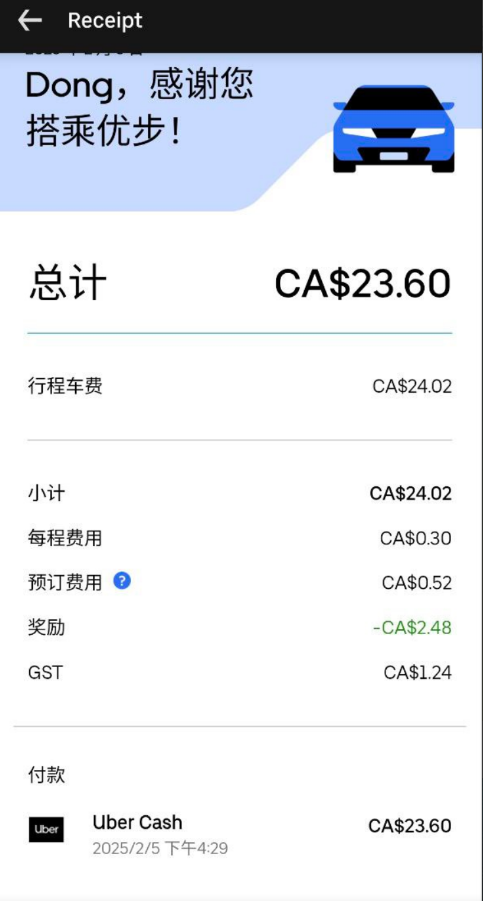 Receipt
Dong，感谢您
搭乘优步！
总计 CA$23.60
行程车费 CA$24.02
小计 CA$24.02
每程费用 CA$0.30
预订费用 ? CA$0.52
奖励 -CA$2.48
GST CA$1.24
付款
Uber Uber Cash CA$23.60
2025/2/5 下午4:29